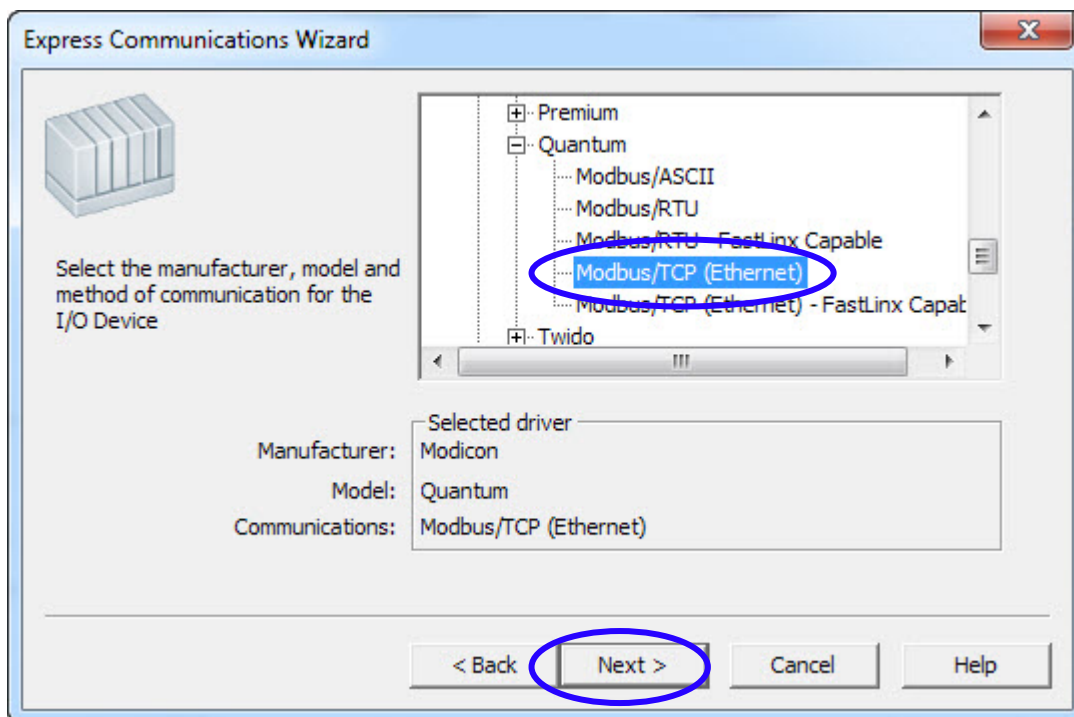 Express Communications Wizard
Premium
Quantum
Modbus/ASCII
Modbus/RTU
Modbus/RTU - FastLinx Capable
Modbus/TCP (Ethernet)
Modbus/TCP (Ethernet) - FastLinx Capat
Twido
Select the manufacturer, model and
method of communication for the
I/O Device
Selected driver
Manufacturer: Modicon
Model: Quantum
Communications: Modbus/TCP (Ethernet)
< Back Next > Cancel Help